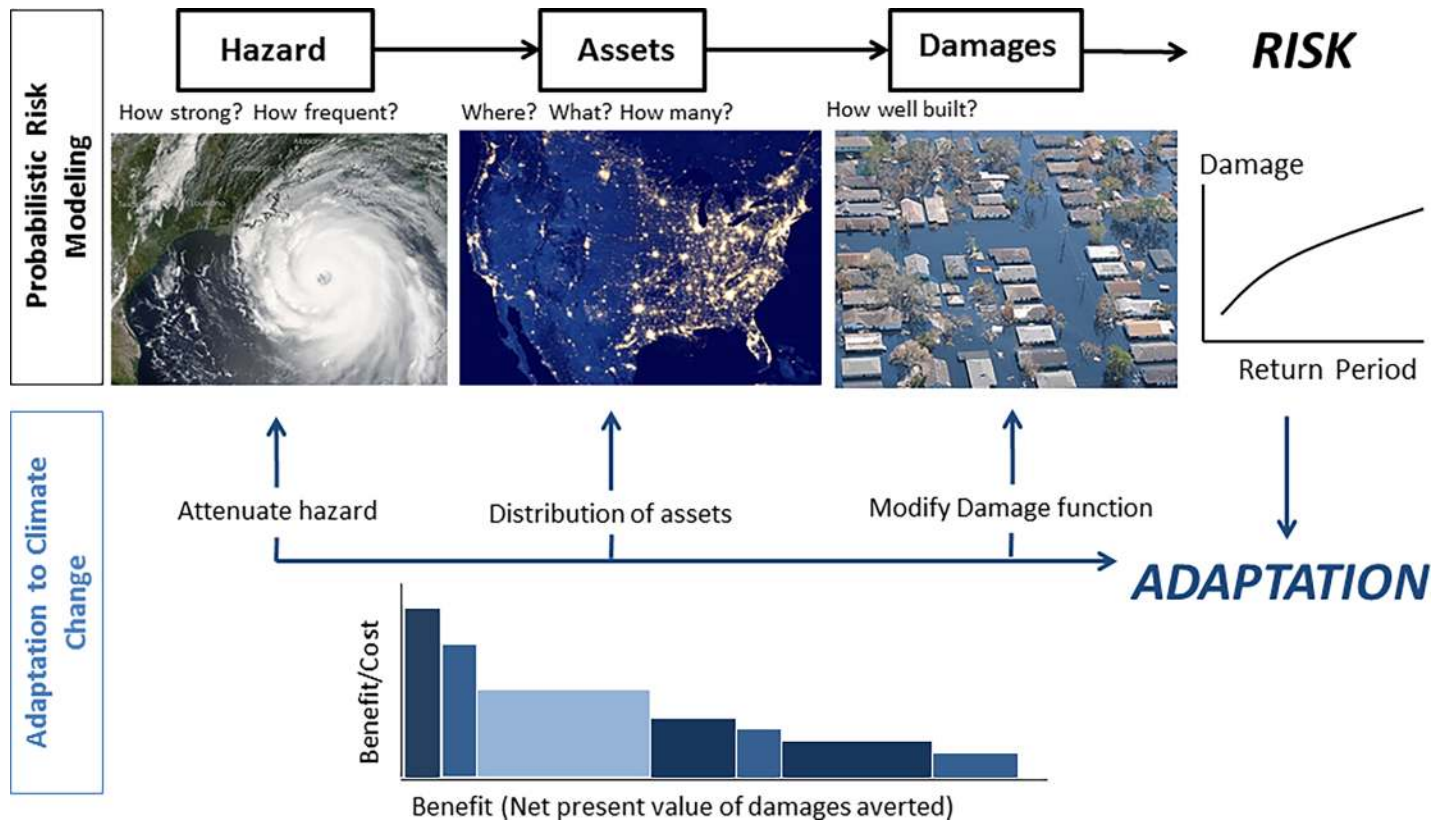 Probabilistic Risk
Modeling
Hazard
Assets
Damages
RISK
How strong? How frequent?
Where? What? How many?
How well built?
Damage
Return Period
Adaptation to Climate
Change
Attenuate hazard
Distribution of assets
Modify Damage function
ADAPTATION
Benefit/Cost
Benefit (Net present value of damages averted)